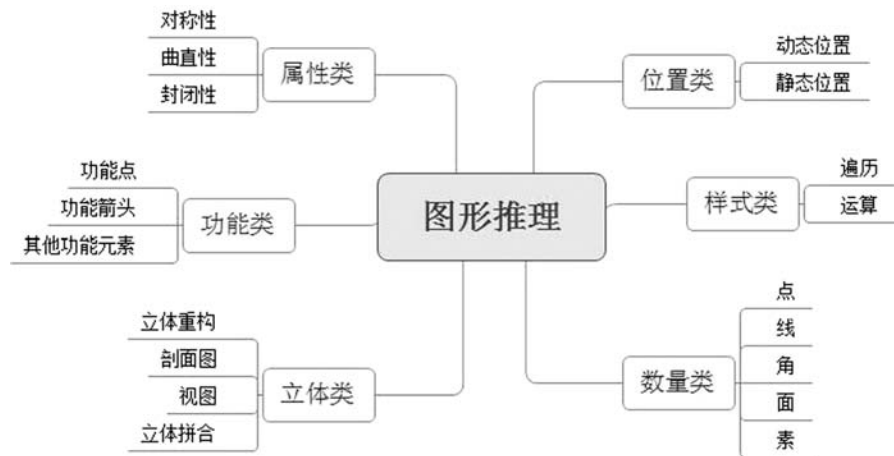 图形推理
属性类
对称性
曲直性
封闭性
功能类
功能点
功能箭头
其他功能元素
立体类
立体重构
剖面图
视图
立体拼合
位置类
动态位置
静态位置
样式类
遍历
运算
数量类
点
线
角
面
素